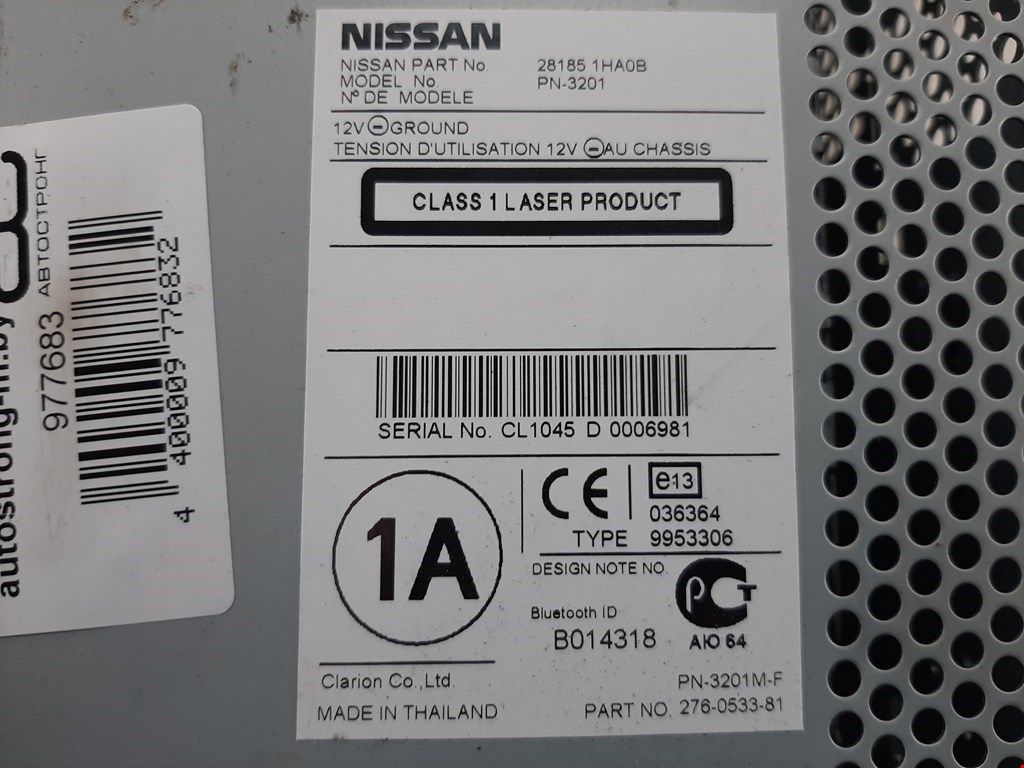 NISSAN
NISSAN PART No. 28185 1HA0B
MODEL No. PN-3201
N° DE MODELE
12V ⊖ GROUND
TENSION D'UTILISATION 12V ⊖ AU CHASSIS
CLASS 1 LASER PRODUCT
SERIAL No. CL1045 D 0006981
1A
CE
e13
036364
TYPE 9953306
DESIGN NOTE NO.
РСТ
АЮ 64
Bluetooth ID
B014318
Clarion Co.,Ltd.
MADE IN THAILAND
PN-3201M-F
PART NO. 276-0533-81
autostrong-m.by
977683
АВТОСТРОНГ
4 400009 776832